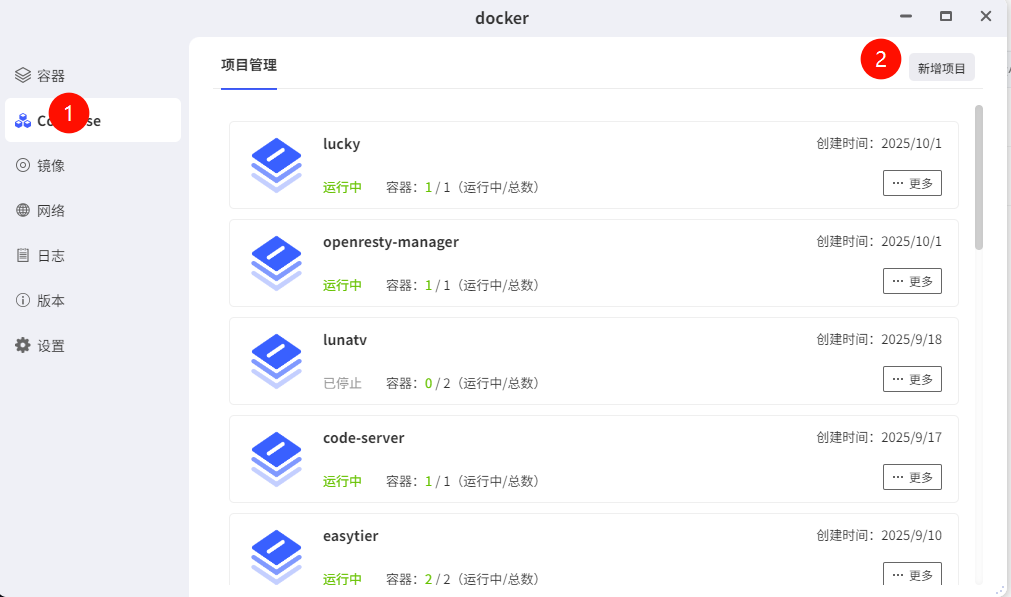 docker
容器
1
镜像
网络
日志
版本
设置
项目管理
2
新增项目
lucky
创建时间：2025/10/1
运行中 容器：1 / 1（运行中/总数）
··· 更多
openresty-manager
创建时间：2025/10/1
运行中 容器：1 / 1（运行中/总数）
··· 更多
lunatv
创建时间：2025/9/18
已停止 容器：0 / 2（运行中/总数）
··· 更多
code-server
创建时间：2025/9/17
运行中 容器：1 / 1（运行中/总数）
··· 更多
easytier
创建时间：2025/9/10
运行中 容器：2 / 2（运行中/总数）
··· 更多